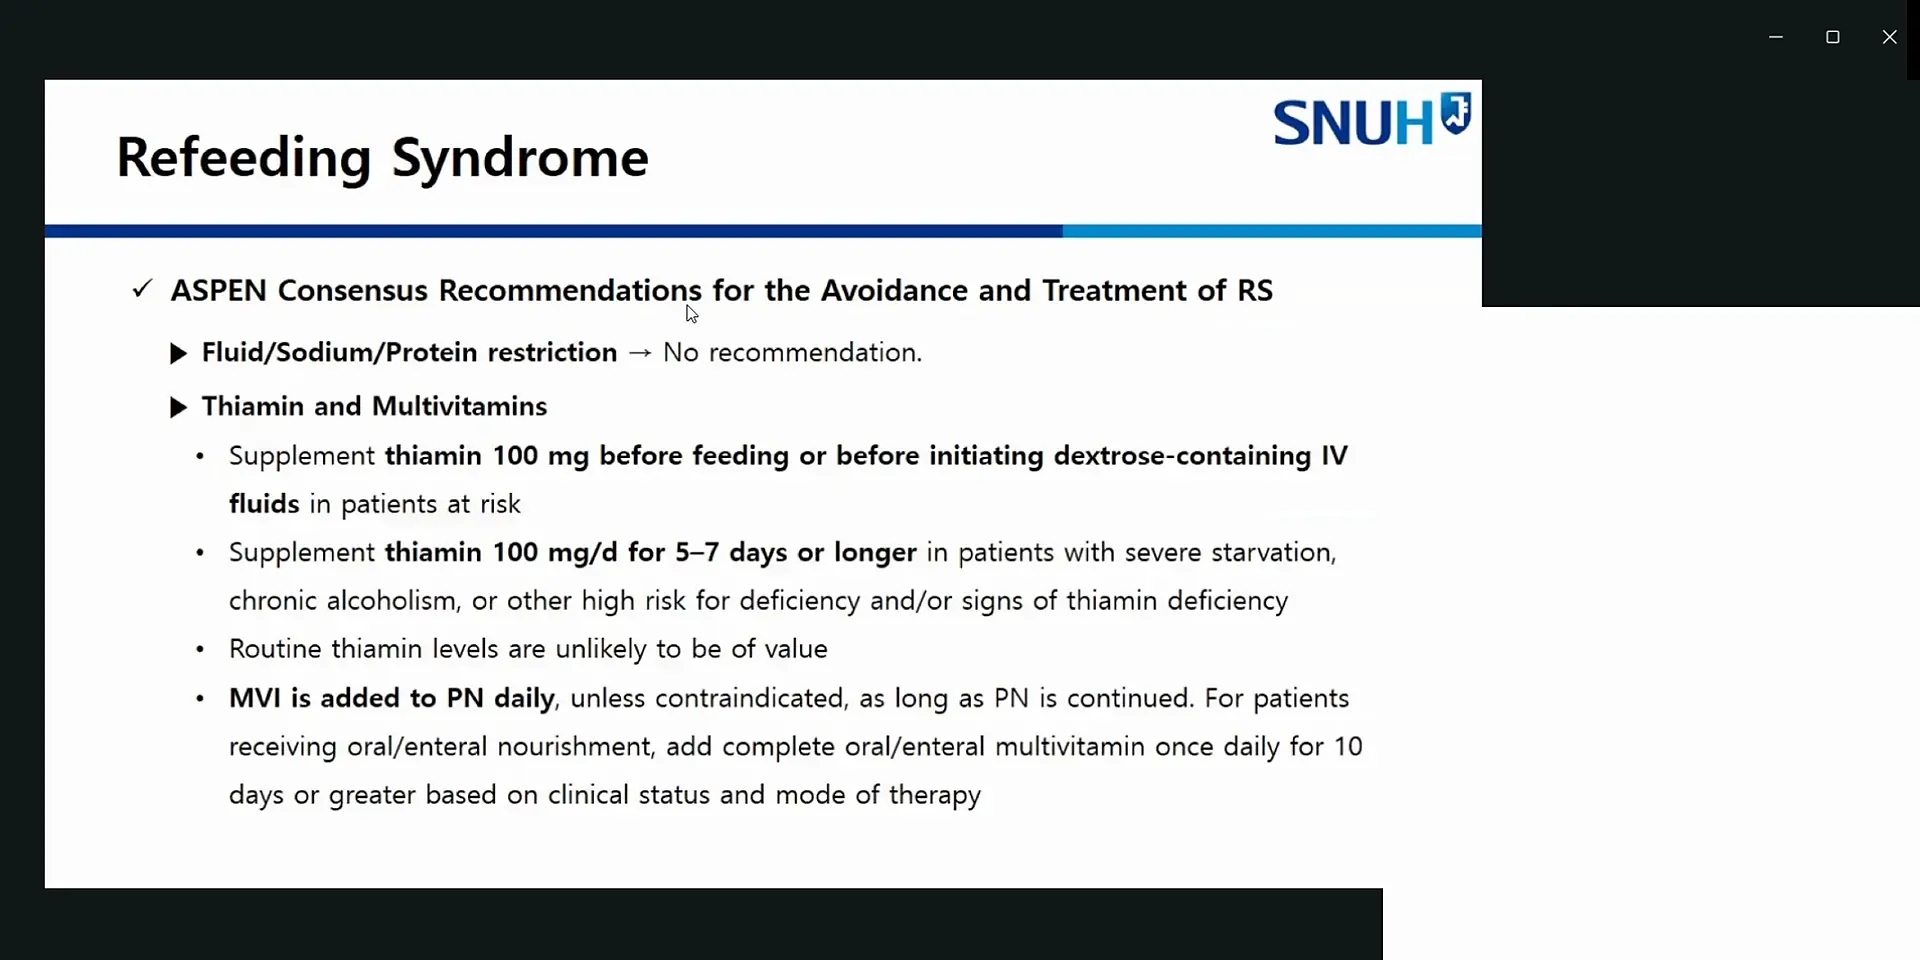 SNUH
Refeeding Syndrome
✓ ASPEN Consensus Recommendations for the Avoidance and Treatment of RS
▶ Fluid/Sodium/Protein restriction → No recommendation.
▶ Thiamin and Multivitamins
• Supplement thiamin 100 mg before feeding or before initiating dextrose-containing IV
fluids in patients at risk
• Supplement thiamin 100 mg/d for 5–7 days or longer in patients with severe starvation,
chronic alcoholism, or other high risk for deficiency and/or signs of thiamin deficiency
• Routine thiamin levels are unlikely to be of value
• MVI is added to PN daily, unless contraindicated, as long as PN is continued. For patients
receiving oral/enteral nourishment, add complete oral/enteral multivitamin once daily for 10
days or greater based on clinical status and mode of therapy